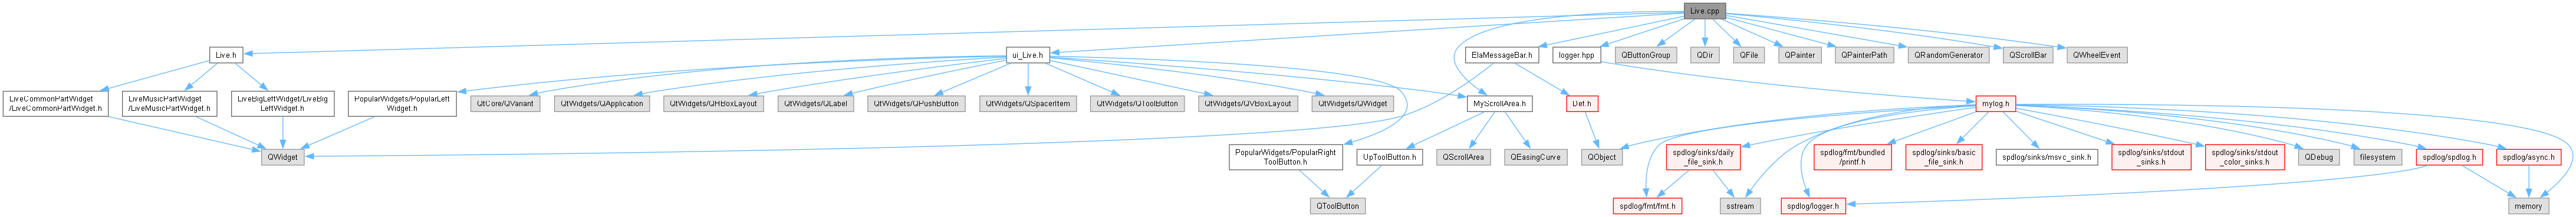 Live.cpp
Live.h
ui_Live.h
ElaMessageBar.h
logger.hpp
QButtonGroup
QDir
QFile
QPainter
QPainterPath
QRandomGenerator
QScrollBar
QWheelEvent
LiveCommonPartWidget
/LiveCommonPartWidget.h
LiveMusicPartWidget
/LiveMusicPartWidget.h
LiveBigLeftWidget/LiveBig
LeftWidget.h
PopularWidgets/PopularLeft
Widget.h
QtCore/QVariant
QtWidgets/QApplication
QtWidgets/QHBoxLayout
QtWidgets/QLabel
QtWidgets/QPushButton
QtWidgets/QSpacerItem
QtWidgets/QToolButton
QtWidgets/QVBoxLayout
QtWidgets/QWidget
MyScrollArea.h
Def.h
mylog.h
QWidget
PopularWidgets/PopularRight
ToolButton.h
UpToolButton.h
QScrollArea
QEasingCurve
QObject
spdlog/sinks/daily
_file_sink.h
spdlog/fmt/bundled
/printf.h
spdlog/sinks/basic
_file_sink.h
spdlog/sinks/msvc_sink.h
spdlog/sinks/stdout
_sinks.h
spdlog/sinks/stdout
_color_sinks.h
QDebug
filesystem
spdlog/spdlog.h
spdlog/async.h
QToolButton
spdlog/fmt/fmt.h
sstream
spdlog/logger.h
memory